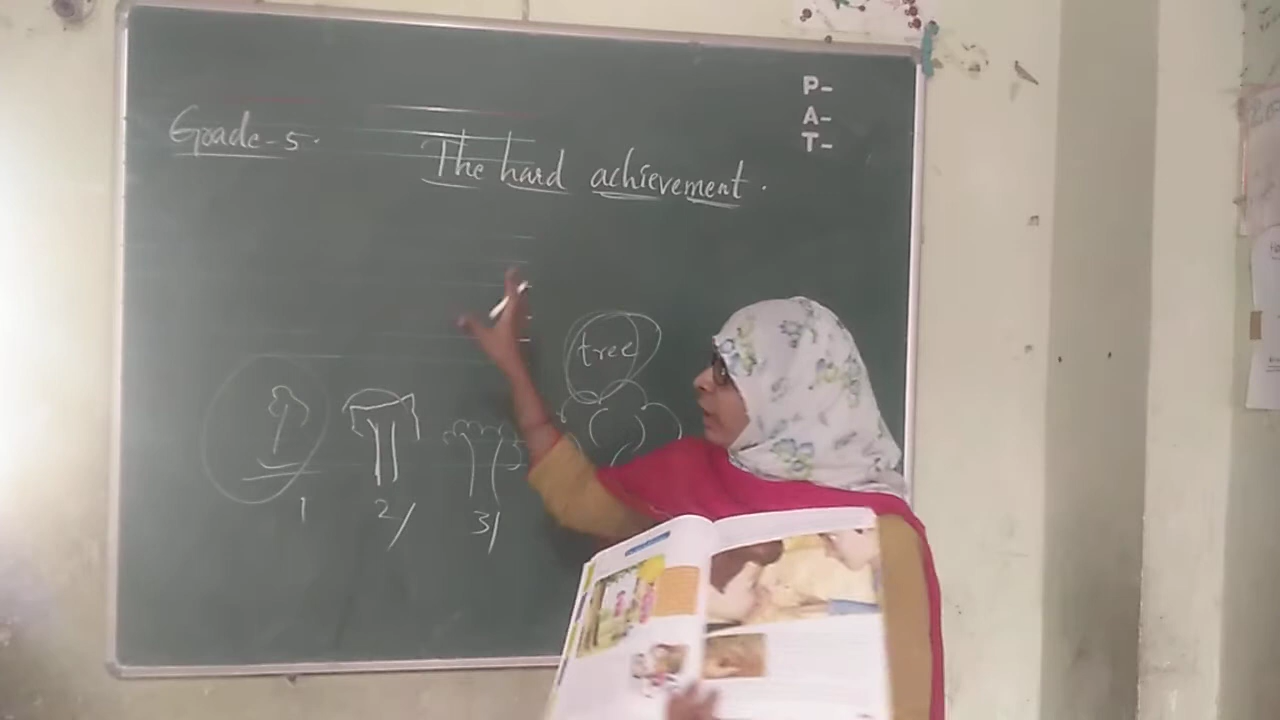 P-
A-
T-
Grade-5.
The hard achievement.
tree
1 2/ 3/